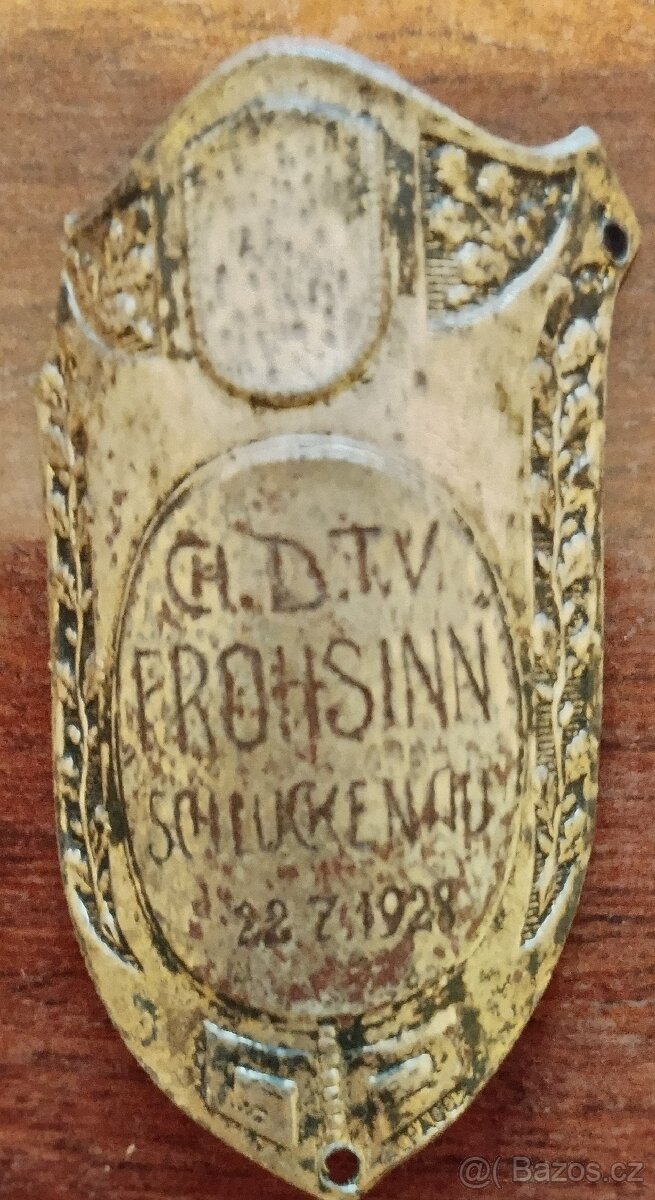 CH.D.T.V.
"FROHSINN"
SCHLUCKENAU
22.7.1928
Bazos.cz